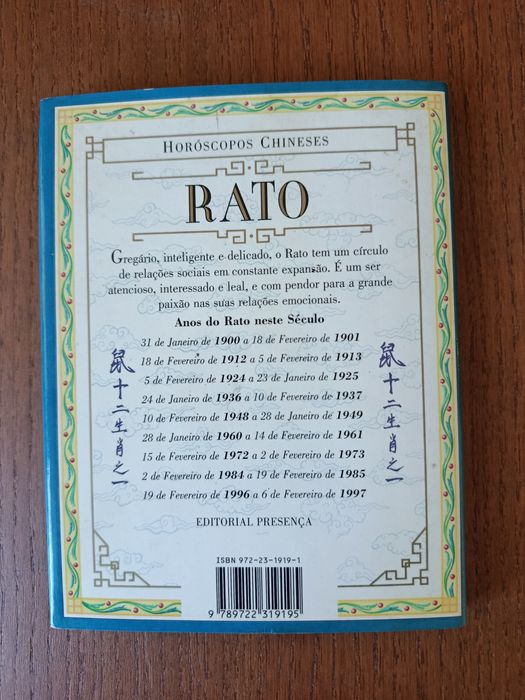 HORÓSCOPOS CHINESES
RATO
Gregário, inteligente e delicado, o Rato tem um círculo
de relações sociais em constante expansão. É um ser
atencioso, interessado e leal, e com pendor para a grande
paixão nas suas relações emocionais.
Anos do Rato neste Século
31 de Janeiro de 1900 a 18 de Fevereiro de 1901
18 de Fevereiro de 1912 a 5 de Fevereiro de 1913
5 de Fevereiro de 1924 a 23 de Janeiro de 1925
24 de Janeiro de 1936 a 10 de Fevereiro de 1937
10 de Fevereiro de 1948 a 28 de Janeiro de 1949
28 de Janeiro de 1960 a 14 de Fevereiro de 1961
15 de Fevereiro de 1972 a 2 de Fevereiro de 1973
2 de Fevereiro de 1984 a 19 de Fevereiro de 1985
19 de Fevereiro de 1996 a 6 de Fevereiro de 1997
鼠十二生肖之一
鼠十二生肖之一
EDITORIAL PRESENÇA
ISBN 972-23-1919-1
9 789722 319195